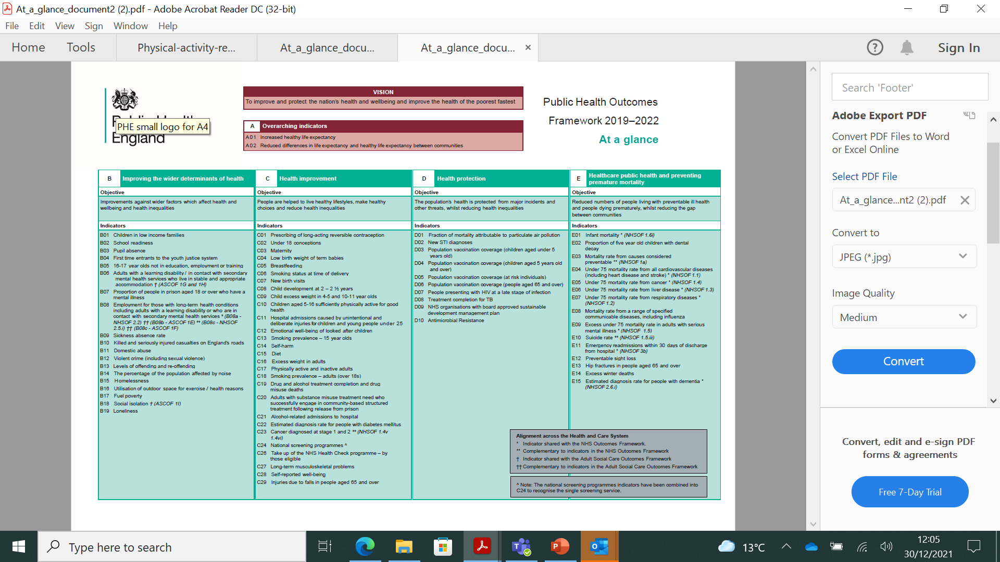 At_a_glance_document2 (2).pdf - Adobe Acrobat Reader DC (32-bit)
File Edit View Sign Window Help
Home Tools Physical-activity-re... At_a_glance_docu... At_a_glance_docu... Sign In
PHE small logo for A4
England
VISION
To improve and protect the nation's health and wellbeing and improve the health of the poorest fastest
A Overarching indicators
A01 Increased healthy life expectancy
A02 Reduced differences in life expectancy and healthy life expectancy between communities
Public Health Outcomes
Framework 2019–2022
At a glance
B Improving the wider determinants of health
Objective
Improvements against wider factors which affect health and
wellbeing and health inequalities
Indicators
B01 Children in low income families
B02 School readiness
B03 Pupil absence
B04 First time entrants to the youth justice system
B05 16-17 year olds not in education, employment or training
B06 Adults with a learning disability / in contact with secondary
mental health services who live in stable and appropriate
accommodation † (ASCOF 1G and 1H)
B07 Proportion of people in prison aged 18 or over who have a
mental illness
B08 Employment for those with long-term health conditions
including adults with a learning disability or who are in
contact with secondary mental health services * (B08a -
NHSOF 2.2) †† (B08b - ASCOF 1E) ** (B08c - NHSOF
2.5.i) †† (B08c - ASCOF 1F)
B09 Sickness absence rate
B10 Killed and seriously injured casualties on England's roads
B11 Domestic abuse
B12 Violent crime (including sexual violence)
B13 Levels of offending and re-offending
B14 The percentage of the population affected by noise
B15 Homelessness
B16 Utilisation of outdoor space for exercise / health reasons
B17 Fuel poverty
B18 Social isolation † (ASCOF 1I)
B19 Loneliness
C Health improvement
Objective
People are helped to live healthy lifestyles, make healthy
choices and reduce health inequalities
Indicators
C01 Prescribing of long-acting reversible contraception
C02 Under 18 conceptions
C03 Maternity
C04 Low birth weight of term babies
C05 Breastfeeding
C06 Smoking status at time of delivery
C07 New birth visits
C08 Child development at 2 – 2 ½ years
C09 Child excess weight in 4-5 and 10-11 year olds
C10 Children aged 5-16 sufficiently physically active for good
health
C11 Hospital admissions caused by unintentional and
deliberate injuries for children and young people under 25
C12 Emotional well-being of looked after children
C13 Smoking prevalence – 15 year olds
C14 Self-harm
C15 Diet
C16 Excess weight in adults
C17 Physically active and inactive adults
C18 Smoking prevalence – adults (over 18s)
C19 Drug and alcohol treatment completion and drug
misuse deaths
C20 Adults with substance misuse treatment need who
successfully engage in community-based structured
treatment following release from prison
C21 Alcohol-related admissions to hospital
C22 Estimated diagnosis rate for people with diabetes mellitus
C23 Cancer diagnosed at stage 1 and 2 ** (NHSOF 1.4v
1.4vi)
C24 National screening programmes ^
C26 Take up of the NHS Health Check programme – by
those eligible
C27 Long-term musculoskeletal problems
C28 Self-reported well-being
C29 Injuries due to falls in people aged 65 and over
D Health protection
Objective
The population's health is protected from major incidents and
other threats, whilst reducing health inequalities
Indicators
D01 Fraction of mortality attributable to particulate air pollution
D02 New STI diagnoses
D03 Population vaccination coverage (children aged under 5
years old)
D04 Population vaccination coverage (children aged 5 years old
and over)
D05 Population vaccination coverage (at risk individuals)
D06 Population vaccination coverage (people aged 65 and over)
D07 People presenting with HIV at a late stage of infection
D08 Treatment completion for TB
D09 NHS organisations with board approved sustainable
development management plan
D10 Antimicrobial Resistance
E Healthcare public health and preventing
premature mortality
Objective
Reduced numbers of people living with preventable ill health
and people dying prematurely, whilst reducing the gap
between communities
Indicators
E01 Infant mortality * (NHSOF 1.6i)
E02 Proportion of five year old children with dental
decay
E03 Mortality rate from causes considered
preventable ** (NHSOF 1a)
E04 Under 75 mortality rate from all cardiovascular diseases
(including heart disease and stroke) * (NHSOF 1.1)
E05 Under 75 mortality rate from cancer * (NHSOF 1.4)
E06 Under 75 mortality rate from liver disease * (NHSOF 1.3)
E07 Under 75 mortality rate from respiratory diseases *
(NHSOF 1.2)
E08 Mortality rate from a range of specified
communicable diseases, including influenza
E09 Excess under 75 mortality rate in adults with serious
mental illness * (NHSOF 1.5)
E10 Suicide rate ** (NHSOF 1.5.iii)
E11 Emergency readmissions within 30 days of discharge
from hospital * (NHSOF 3b)
E12 Preventable sight loss
E13 Hip fractures in people aged 65 and over
E14 Excess winter deaths
E15 Estimated diagnosis rate for people with dementia *
(NHSOF 2.6.i)
Alignment across the Health and Care System
* Indicator shared with the NHS Outcomes Framework.
** Complementary to indicators in the NHS Outcomes Framework
† Indicator shared with the Adult Social Care Outcomes Framework
†† Complementary to indicators in the Adult Social Care Outcomes Framework
^ Note: The national screening programmes indicators have been combined into
C24 to recognise the single screening service.
Search 'Footer'
Adobe Export PDF
Convert PDF Files to Word
or Excel Online
Select PDF File
At_a_glance...nt2 (2).pdf
Convert to
JPEG (*.jpg)
Image Quality
Medium
Convert
Convert, edit and e-sign PDF
forms & agreements
Free 7-Day Trial
Type here to search
13°C
12:05
30/12/2021